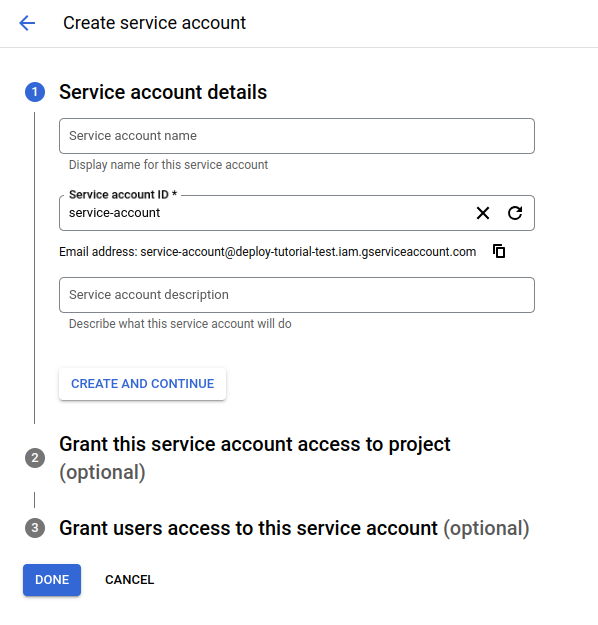 Create service account
1 Service account details
Service account name
Display name for this service account
Service account ID *
service-account
Email address: service-account@deploy-tutorial-test.iam.gserviceaccount.com
Service account description
Describe what this service account will do
CREATE AND CONTINUE
2 Grant this service account access to project
(optional)
3 Grant users access to this service account (optional)
DONE CANCEL